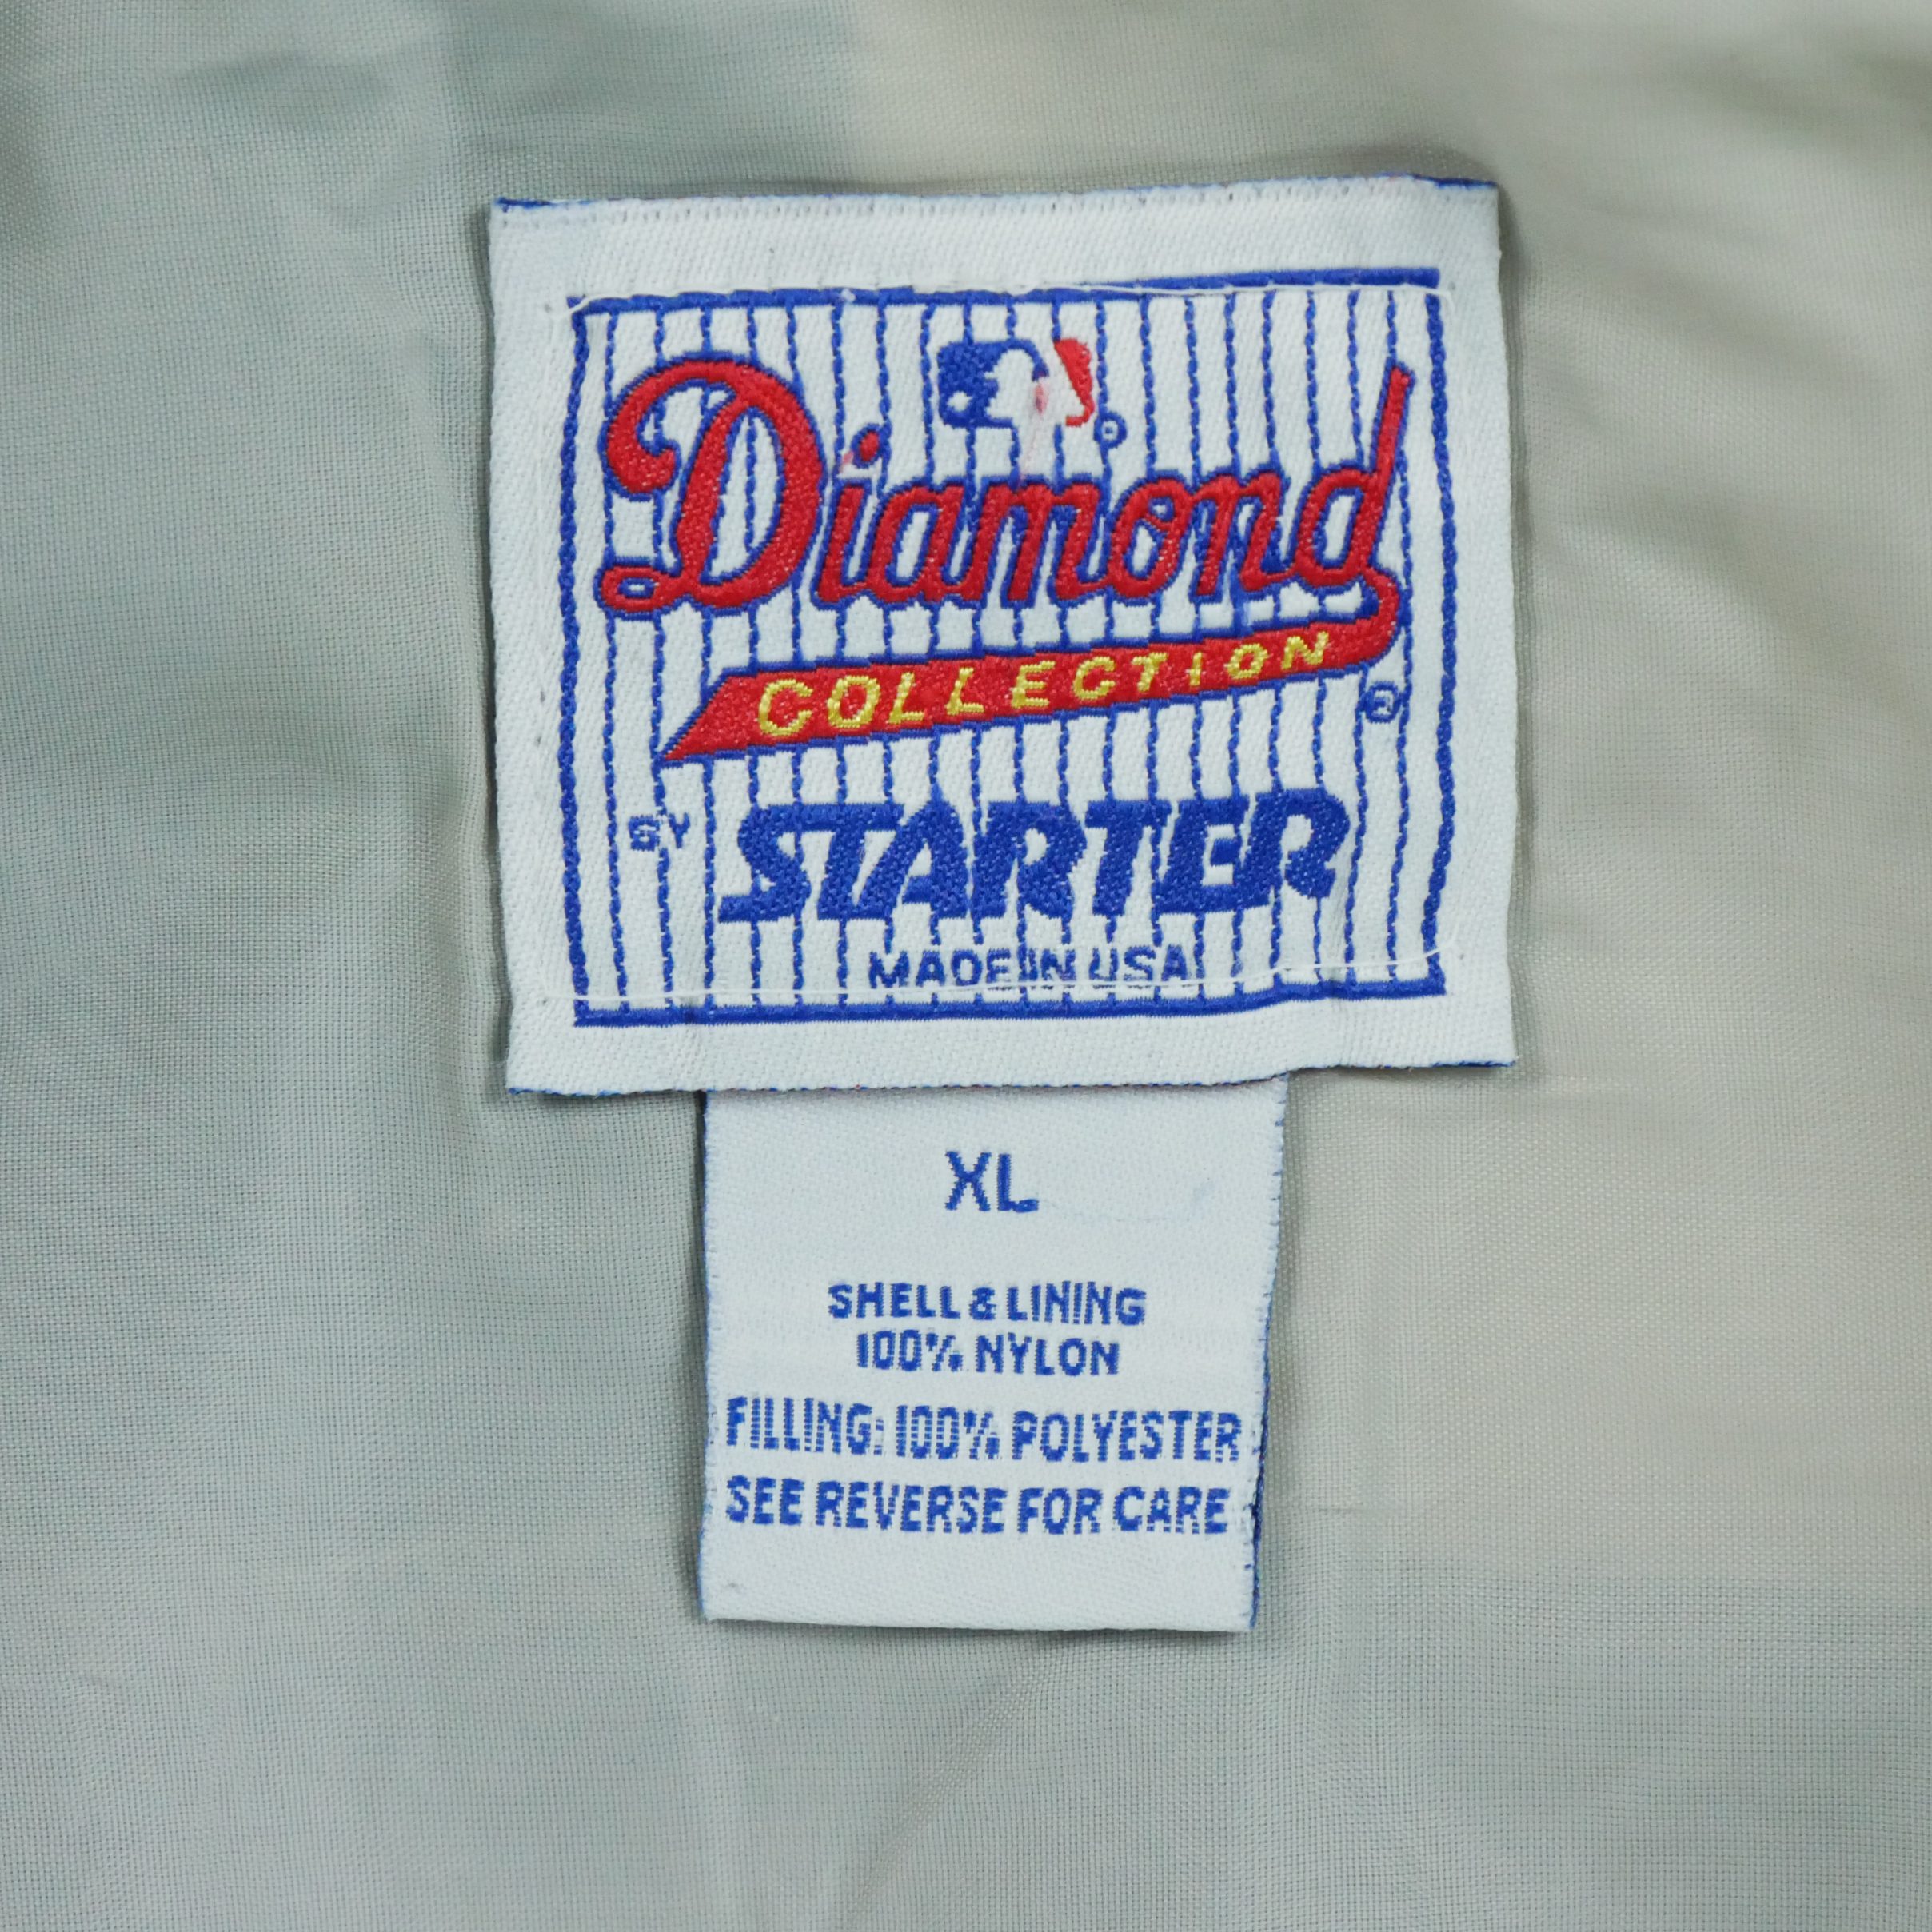 Diamond
COLLECTION
BY STARTER
MADE IN USA
XL
SHELL & LINING
100% NYLON
FILLING: 100% POLYESTER
SEE REVERSE FOR CARE